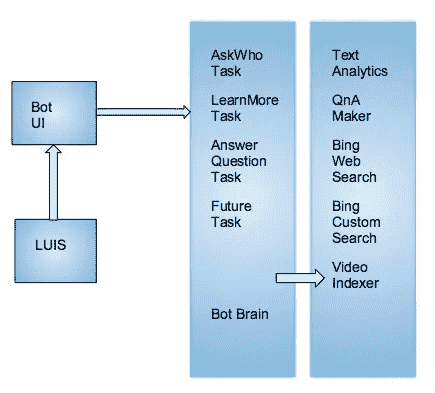 Bot
UI
LUIS
AskWho
Task
LearnMore
Task
Answer
Question
Task
Future
Task
Bot Brain
Text
Analytics
QnA
Maker
Bing
Web
Search
Bing
Custom
Search
Video
Indexer